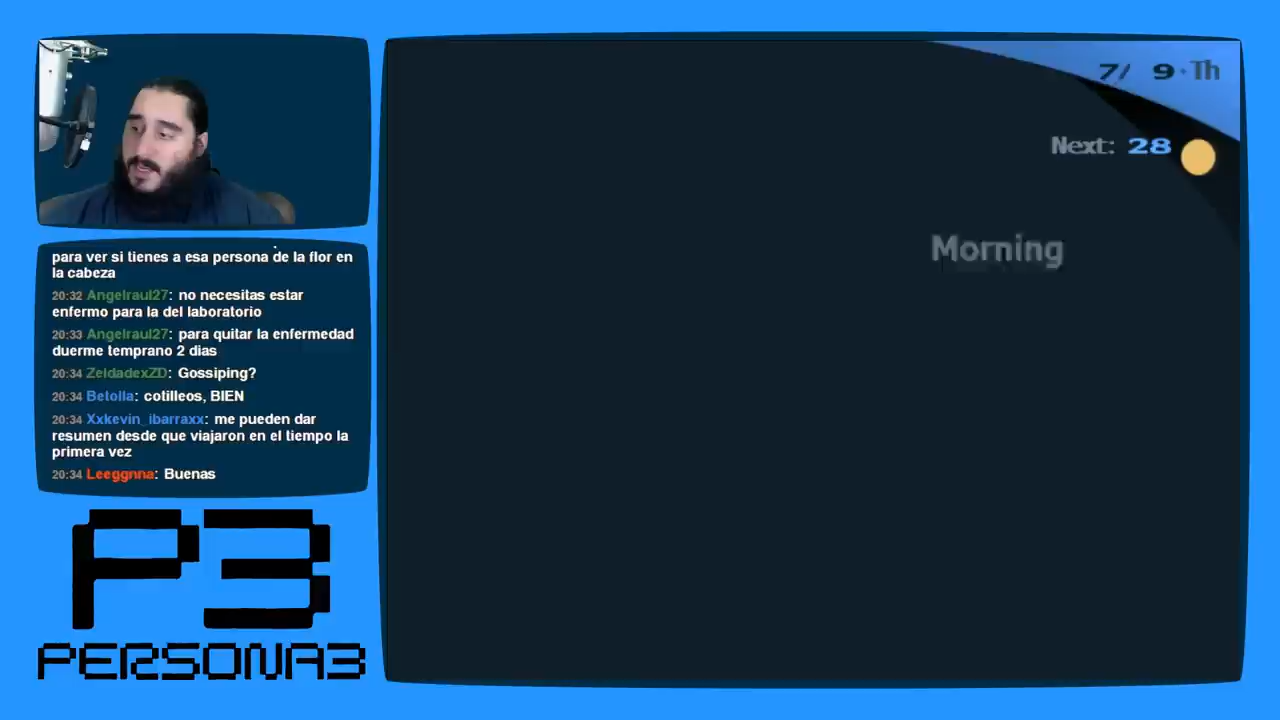 7/ 9·Th
Next: 28
Morning
para ver si tienes a esa persona de la flor en
la cabeza
20:32 Angelraul27: no necesitas estar
enfermo para la del laboratorio
20:33 Angelraul27: para quitar la enfermedad
duerme temprano 2 dias
20:34 ZeldadexZD: Gossiping?
20:34 Betolla: cotilleos, BIEN
20:34 Xxkevin_ibarraxx: me pueden dar
resumen desde que viajaron en el tiempo la
primera vez
20:34 Leeggnna: Buenas
P3
PERSONA3